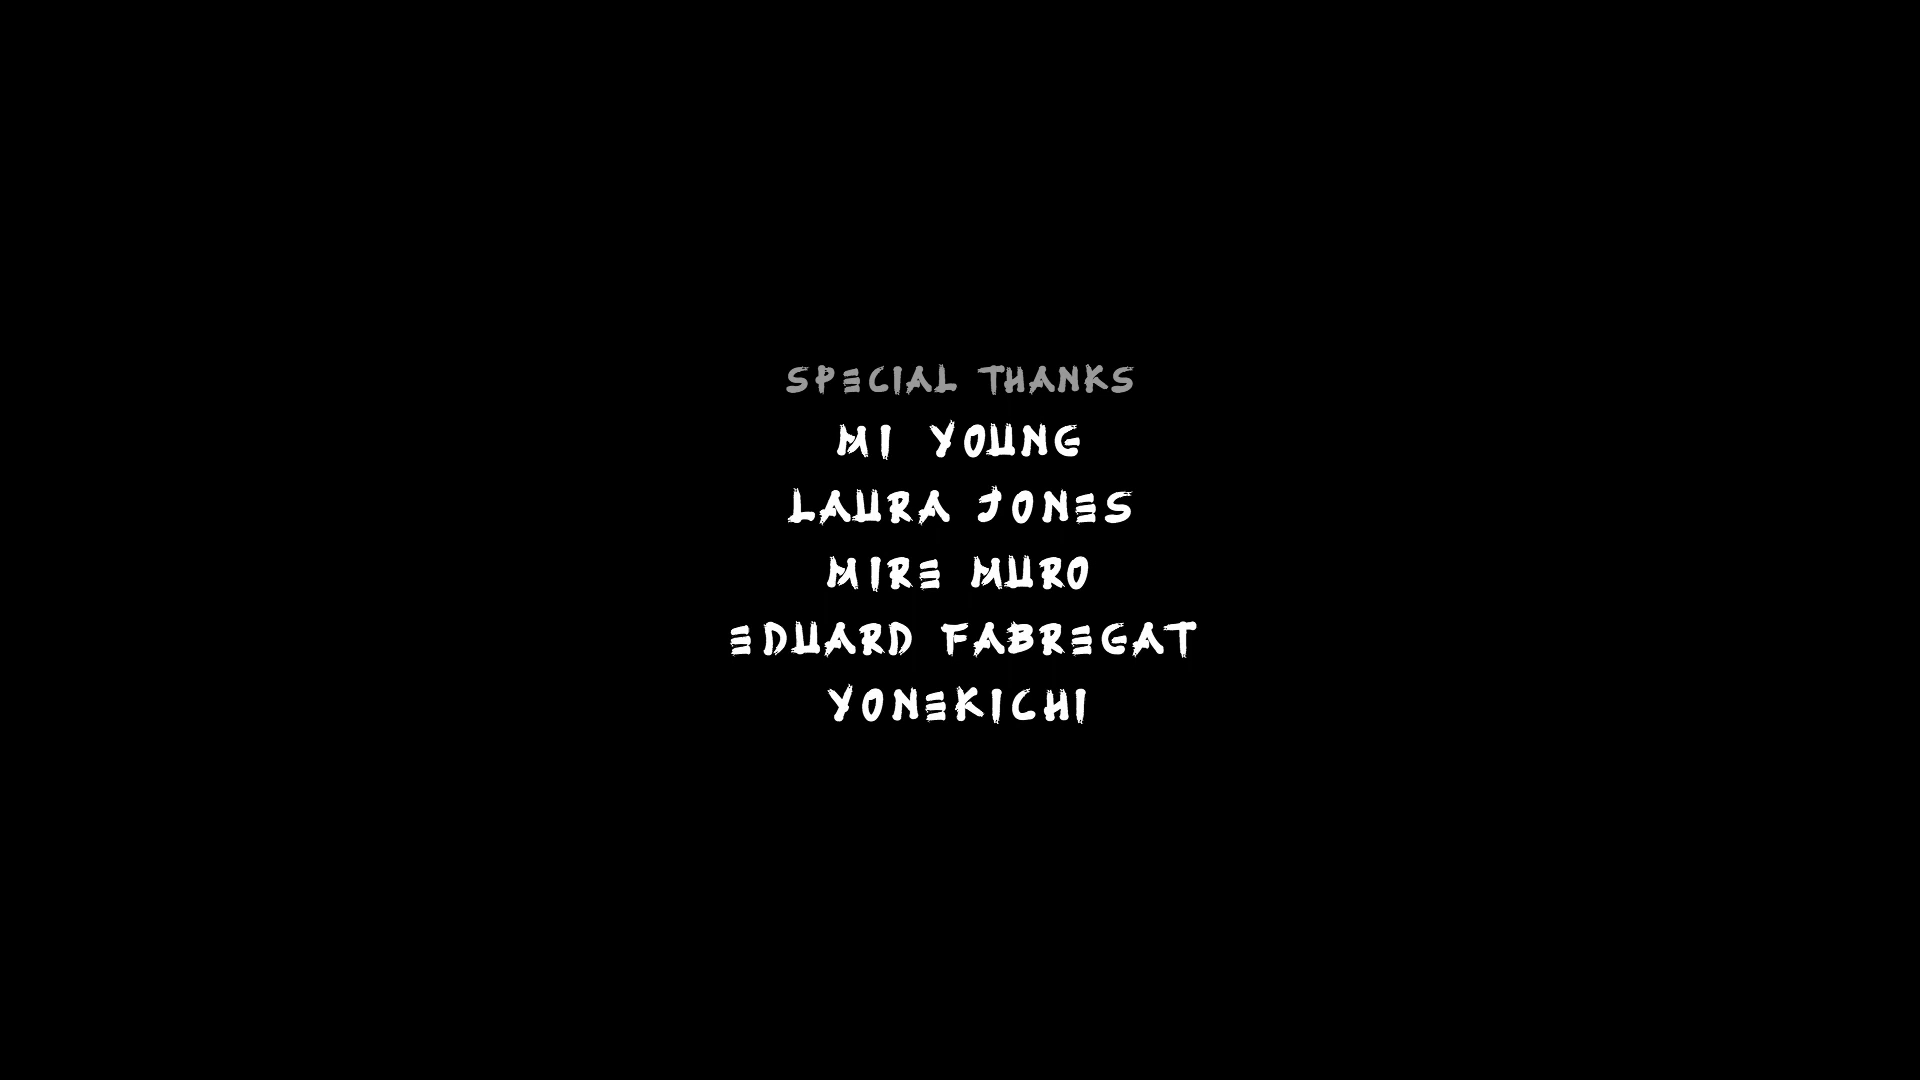 SPECIAL THANKS
MI YOUNG
LAURA JONES
MIRE MURO
EDUARD FABREGAT
YONEKICHI